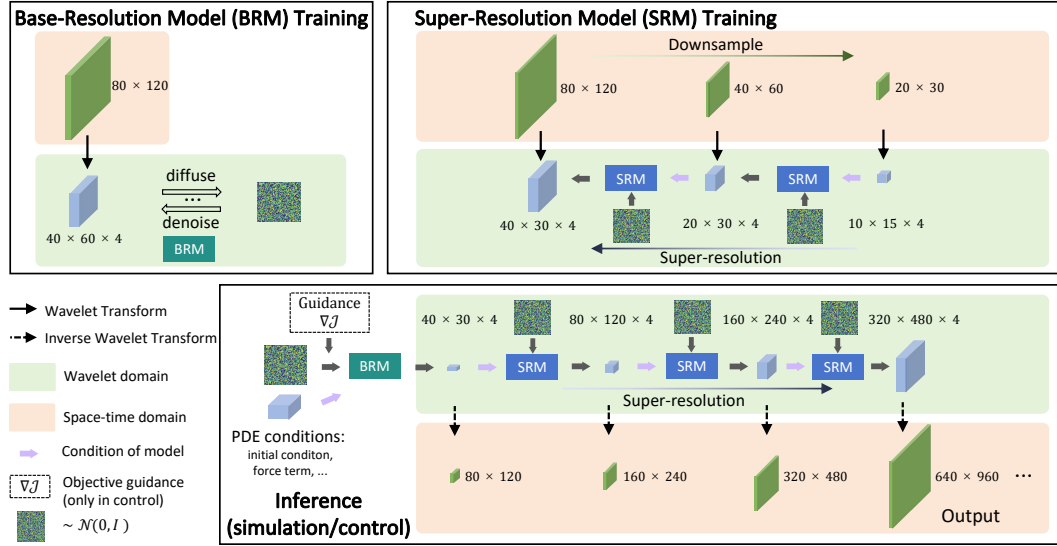 Base-Resolution Model (BRM) Training
80 × 120
diffuse
...
denoise
BRM
40 × 60 × 4
Super-Resolution Model (SRM) Training
Downsample
80 × 120
40 × 60
20 × 30
SRM
SRM
40 × 30 × 4
20 × 30 × 4
10 × 15 × 4
Super-resolution
Wavelet Transform
Inverse Wavelet Transform
Wavelet domain
Space-time domain
Condition of model
∇𝒥
Objective guidance
(only in control)
~ 𝒩(0, I )
Guidance
∇𝒥
BRM
PDE conditions:
initial conditon,
force term, ...
Inference
(simulation/control)
40 × 30 × 4
80 × 120 × 4
160 × 240 × 4
320 × 480 × 4
SRM
SRM
SRM
Super-resolution
80 × 120
160 × 240
320 × 480
640 × 960
...
Output